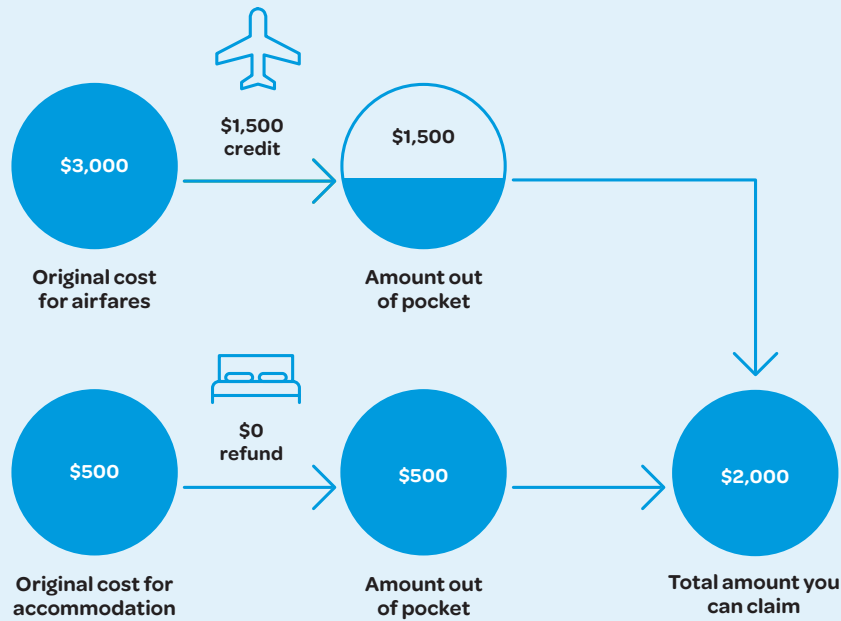 $3,000
$1,500
credit
$1,500
Original cost
for airfares
Amount out
of pocket
$500
$0
refund
$500
$2,000
Original cost for
accommodation
Amount out
of pocket
Total amount you
can claim